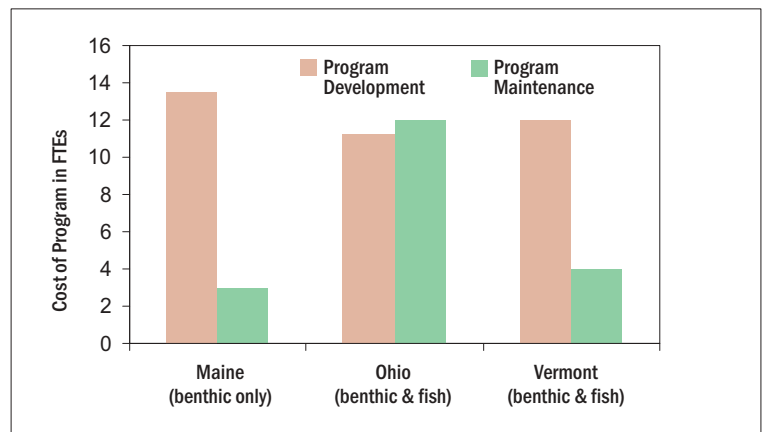 Cost of Program in FTEs
16
14
12
10
8
6
4
2
0
Program
Development
Program
Maintenance
Maine
(benthic only)
Ohio
(benthic & fish)
Vermont
(benthic & fish)